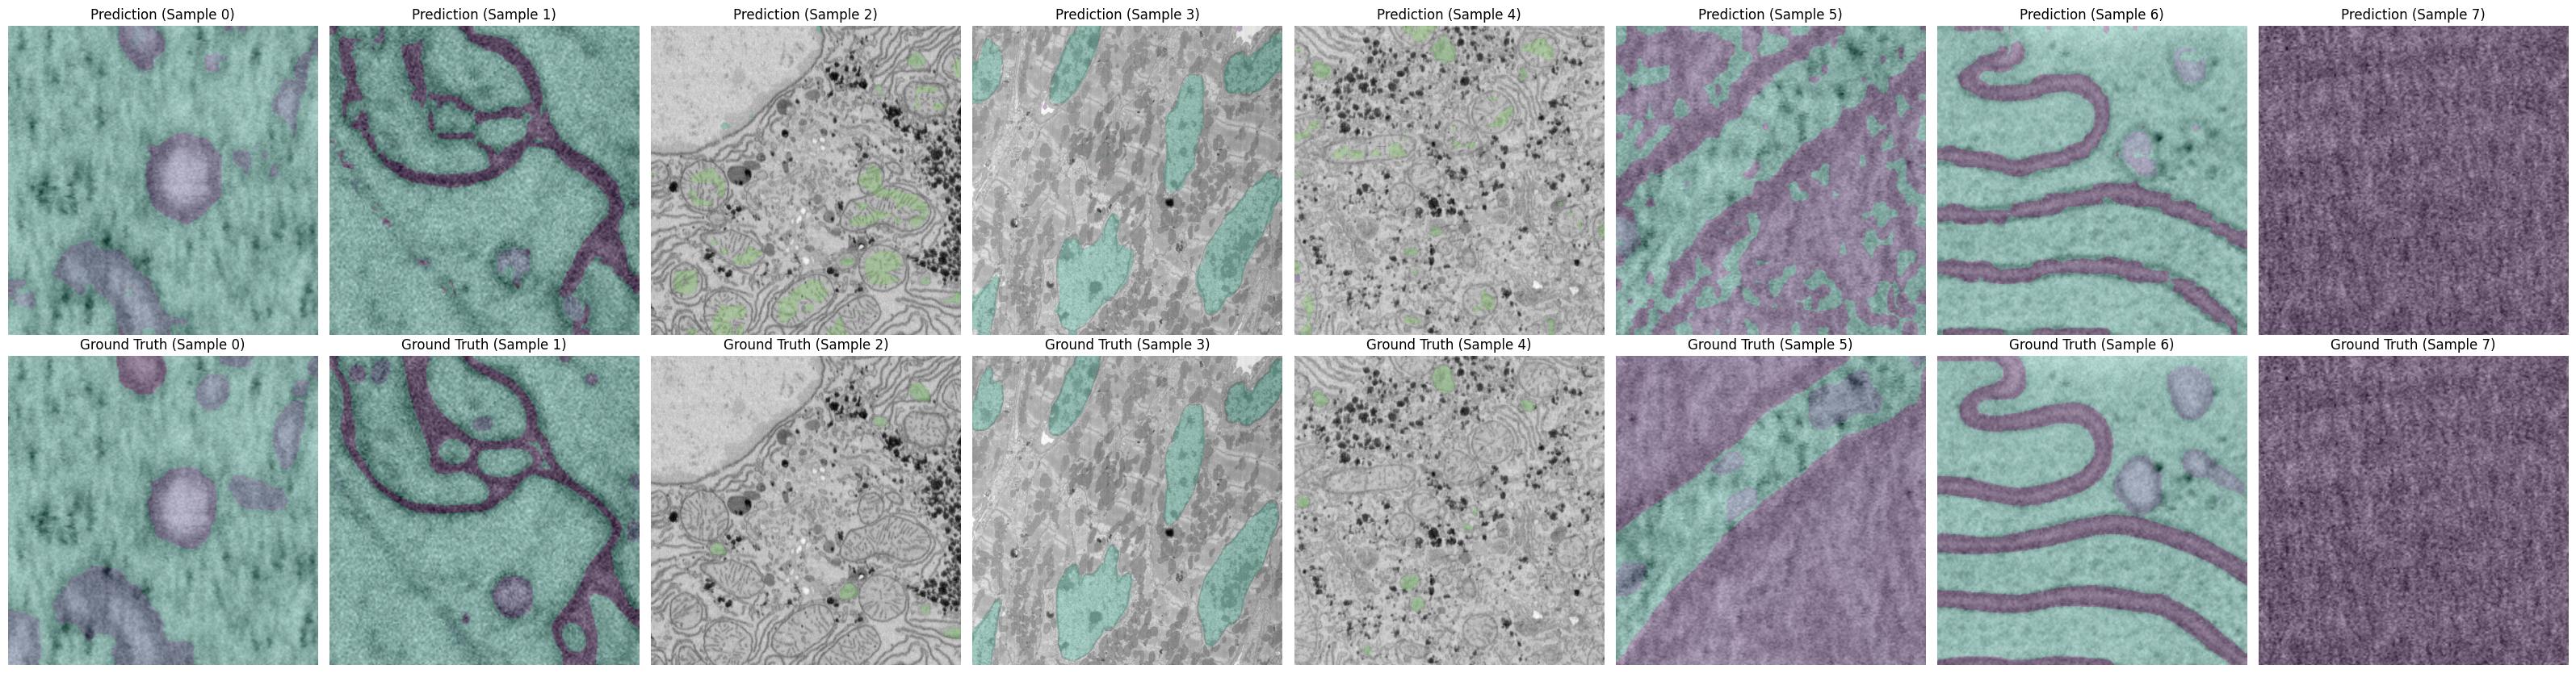 Prediction (Sample 0)
Prediction (Sample 1)
Prediction (Sample 2)
Prediction (Sample 3)
Prediction (Sample 4)
Prediction (Sample 5)
Prediction (Sample 6)
Prediction (Sample 7)
Ground Truth (Sample 0)
Ground Truth (Sample 1)
Ground Truth (Sample 2)
Ground Truth (Sample 3)
Ground Truth (Sample 4)
Ground Truth (Sample 5)
Ground Truth (Sample 6)
Ground Truth (Sample 7)